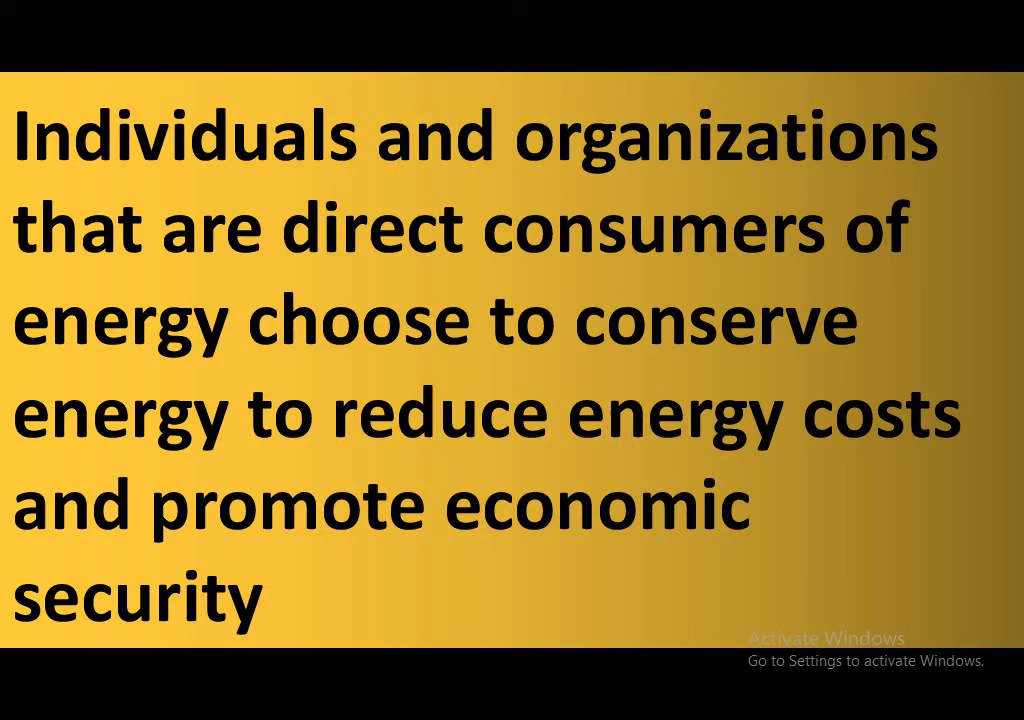 Individuals and organizations
that are direct consumers of
energy choose to conserve
energy to reduce energy costs
and promote economic
security
Activate Windows
Go to Settings to activate Windows.